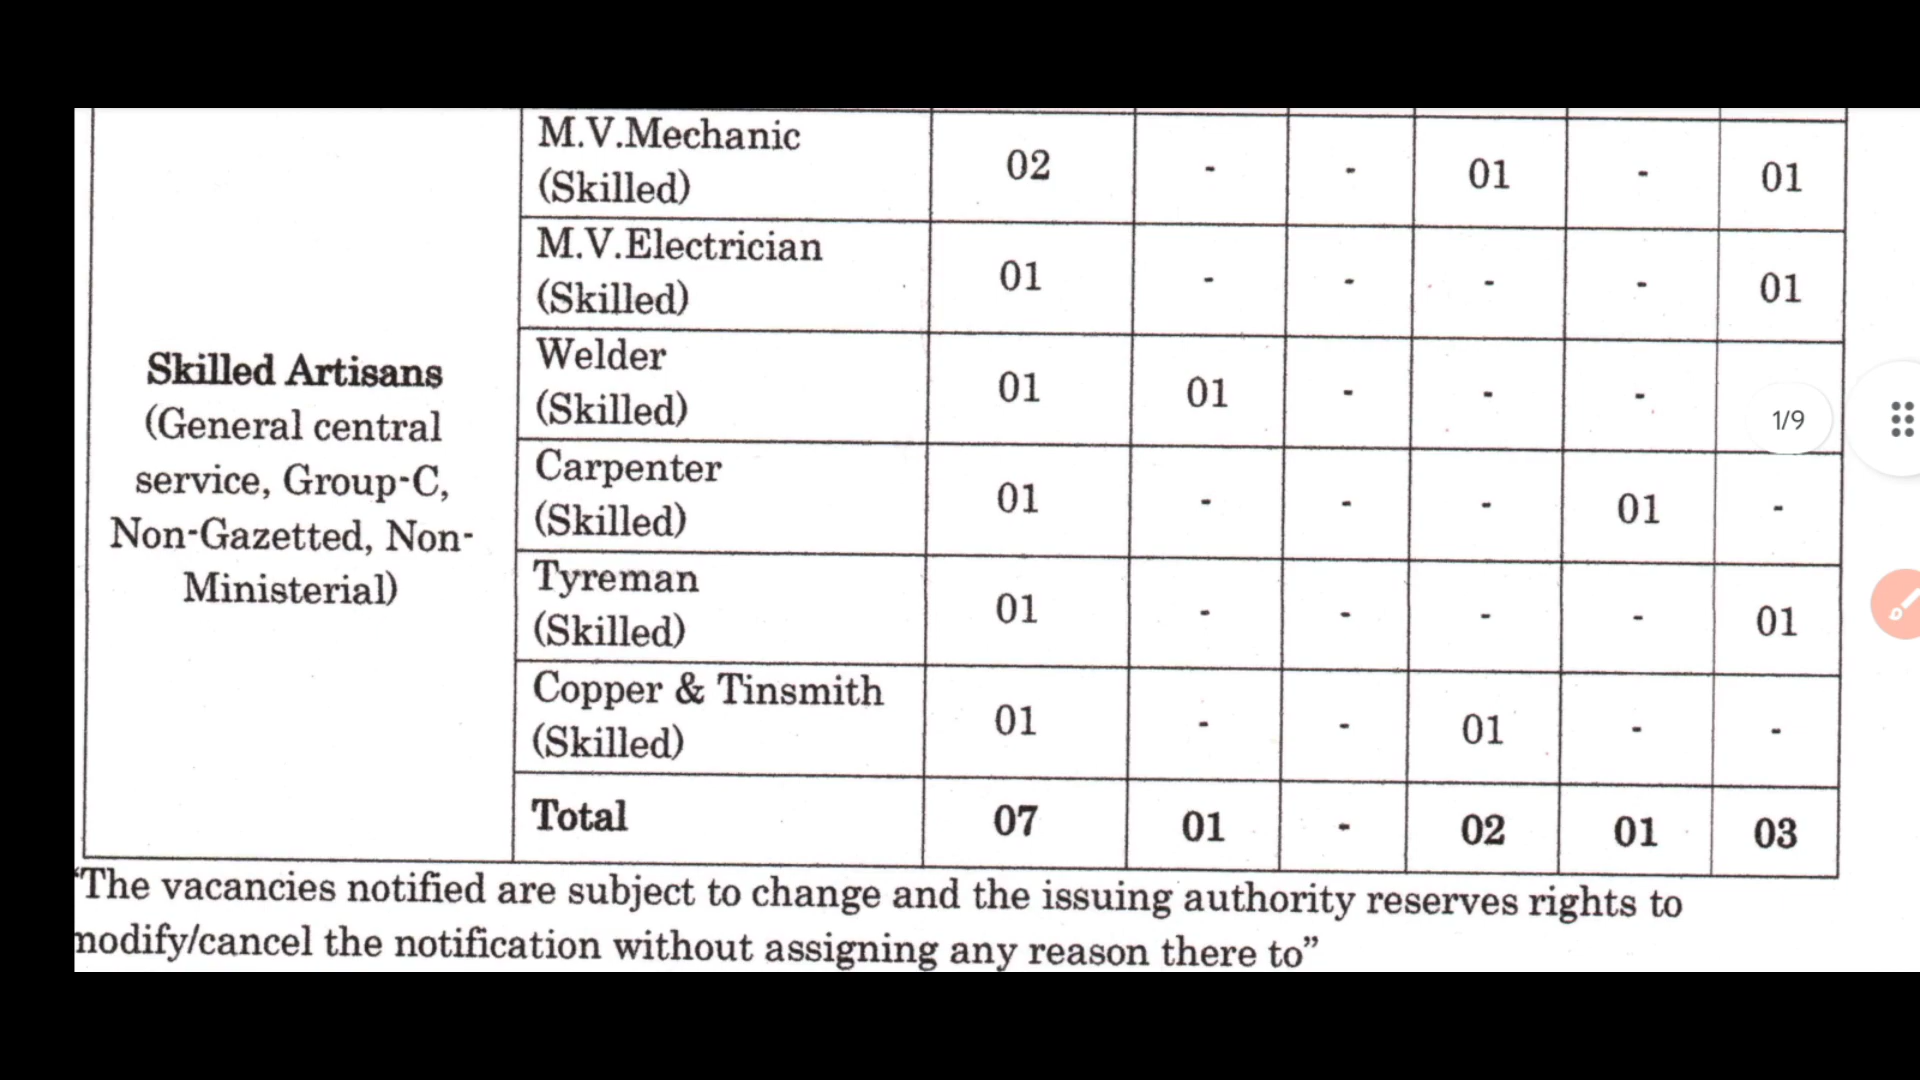 M.V.Mechanic
(Skilled)
02 - - 01 - 01
M.V.Electrician
(Skilled)
01 - - - - 01
Welder
(Skilled)
01 01 - - -
Carpenter
(Skilled)
01 - - - 01 -
Tyreman
(Skilled)
01 - - - - 01
Copper & Tinsmith
(Skilled)
01 - - 01 - -
Total 07 01 - 02 01 03
Skilled Artisans
(General central
service, Group-C,
Non-Gazetted, Non-
Ministerial)
1/9
"The vacancies notified are subject to change and the issuing authority reserves rights to
modify/cancel the notification without assigning any reason there to”